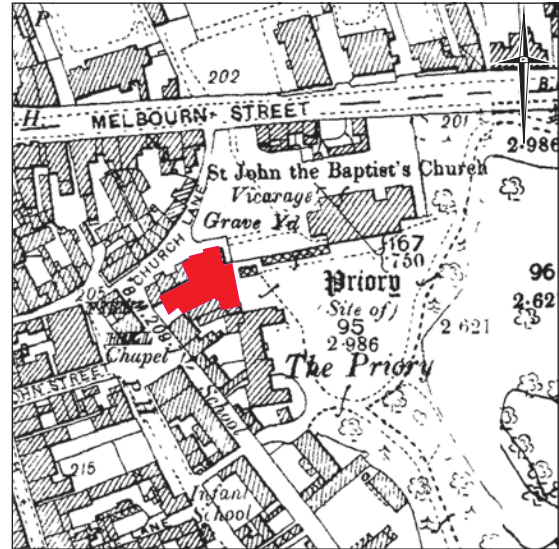 P
202
H.
MELBOURN STREET
B
201
2·986
St John the Baptist's Church
Vicarage
Grave Yd
CHURCH LANE
167
·750
Priory
(Site of)
95
2·986
96
2·62
2·621
205
B.M. 209
Chapel
The Priory
JOHN STREET
P.H.
School
215
Infant
School
LANE